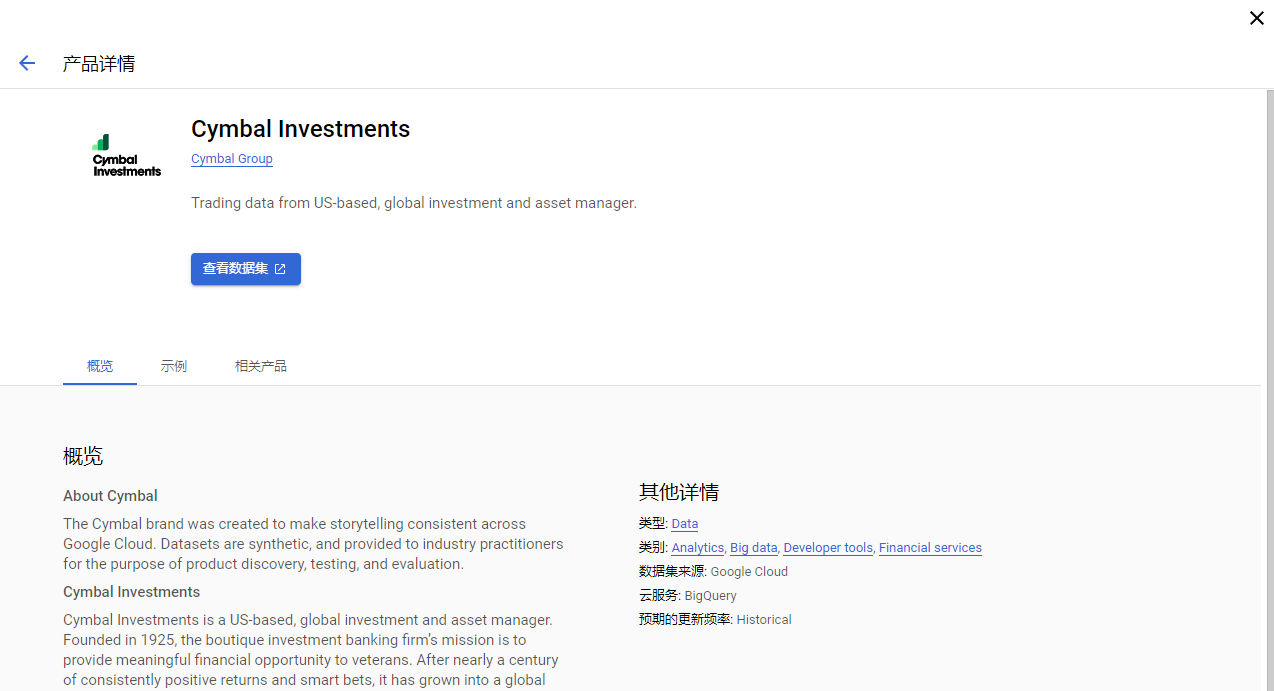 产品详情
Cymbal
Investments
Cymbal Investments
Cymbal Group
Trading data from US-based, global investment and asset manager.
查看数据集
概览
示例
相关产品
概览
About Cymbal
The Cymbal brand was created to make storytelling consistent across
Google Cloud. Datasets are synthetic, and provided to industry practitioners
for the purpose of product discovery, testing, and evaluation.
Cymbal Investments
Cymbal Investments is a US-based, global investment and asset manager.
Founded in 1925, the boutique investment banking firm's mission is to
provide meaningful financial opportunity to veterans. After nearly a century
of consistently positive returns and smart bets, it has grown into a global
其他详情
类型: Data
类别: Analytics, Big data, Developer tools, Financial services
数据集来源: Google Cloud
云服务: BigQuery
预期的更新频率: Historical